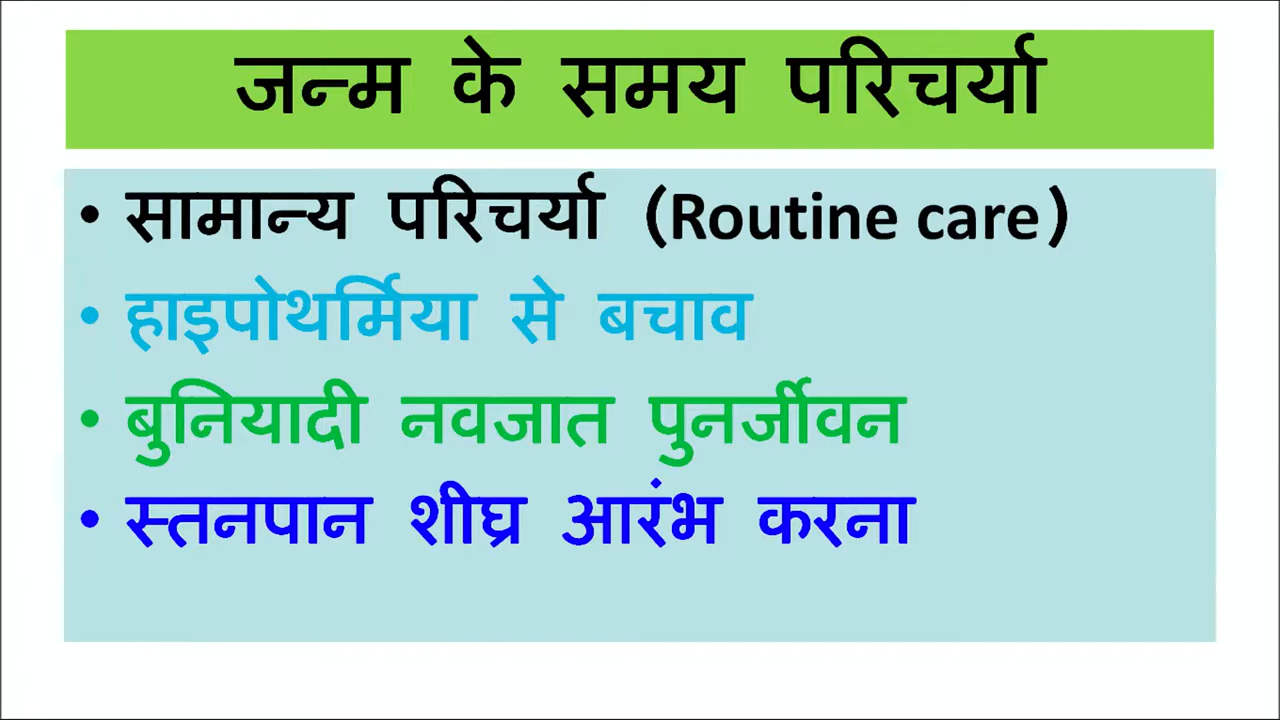 जन्म के समय परिचर्या
• सामान्य परिचर्या (Routine care)
• हाइपोथर्मिया से बचाव
• बुनियादी नवजात पुनर्जीवन
• स्तनपान शीघ्र आरंभ करना